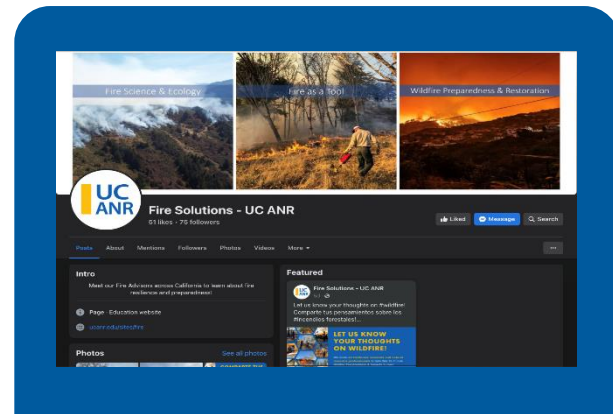 Fire Science & Ecology
Fire as a Tool
Wildfire Preparedness & Restoration
UC
ANR
Fire Solutions - UC ANR
51 likes • 79 followers
Liked
Message
Search
Posts
About
Mentions
Followers
Photos
Videos
More
Intro
Meet our Fire Advisors across California to learn about fire
resilience and preparedness!
Page · Education website
ucanr.edu/sites/fire
Photos
See all photos
Featured
UC
ANR
Fire Solutions - UC ANR
Let us know your thoughts on #wildfire!
Comparte tus pensamientos sobre los
#incendios forestales!...
LET US KNOW
YOUR THOUGHTS
ON WILDFIRE!